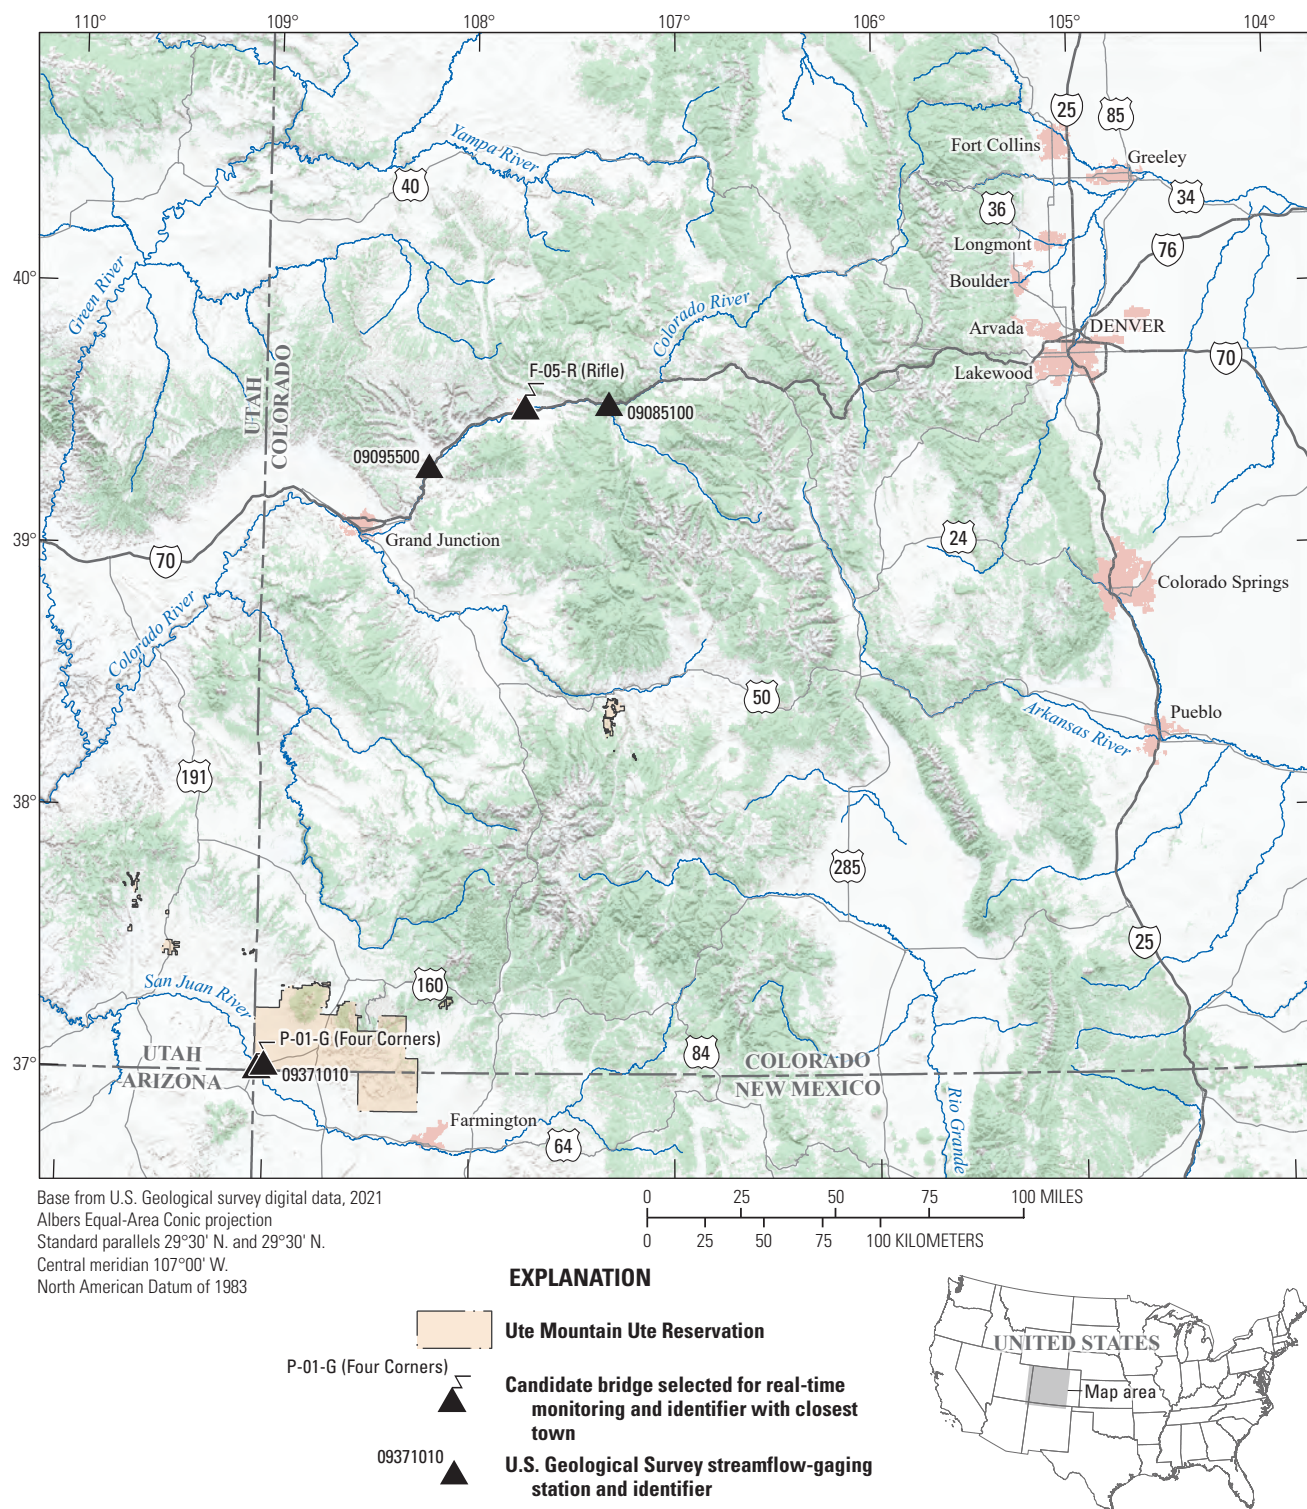 110°
109°
108°
107°
106°
105°
104°
25
85
Fort Collins
Yampa River
Greeley
40
34
36
Longmont
76
40°
Green River
Boulder
Colorado River
Arvada
DENVER
UTAH
COLORADO
70
F-05-R (Rifle)
Lakewood
09085100
09095500
39°
Grand Junction
24
70
Colorado Springs
Colorado River
50
Arkansas River
Pueblo
191
38°
285
25
San Juan River
160
P-01-G (Four Corners)
37°
UTAH
ARIZONA
09371010
84
COLORADO
NEW MEXICO
Rio Grande
Farmington
64
Base from U.S. Geological survey digital data, 2021
Albers Equal-Area Conic projection
Standard parallels 29°30' N. and 29°30' N.
Central meridian 107°00' W.
North American Datum of 1983
0 25 50 75 100 MILES
0 25 50 75 100 KILOMETERS
EXPLANATION
Ute Mountain Ute Reservation
P-01-G (Four Corners)
Candidate bridge selected for real-time
monitoring and identifier with closest
town
09371010
U.S. Geological Survey streamflow-gaging
station and identifier
UNITED STATES
Map area